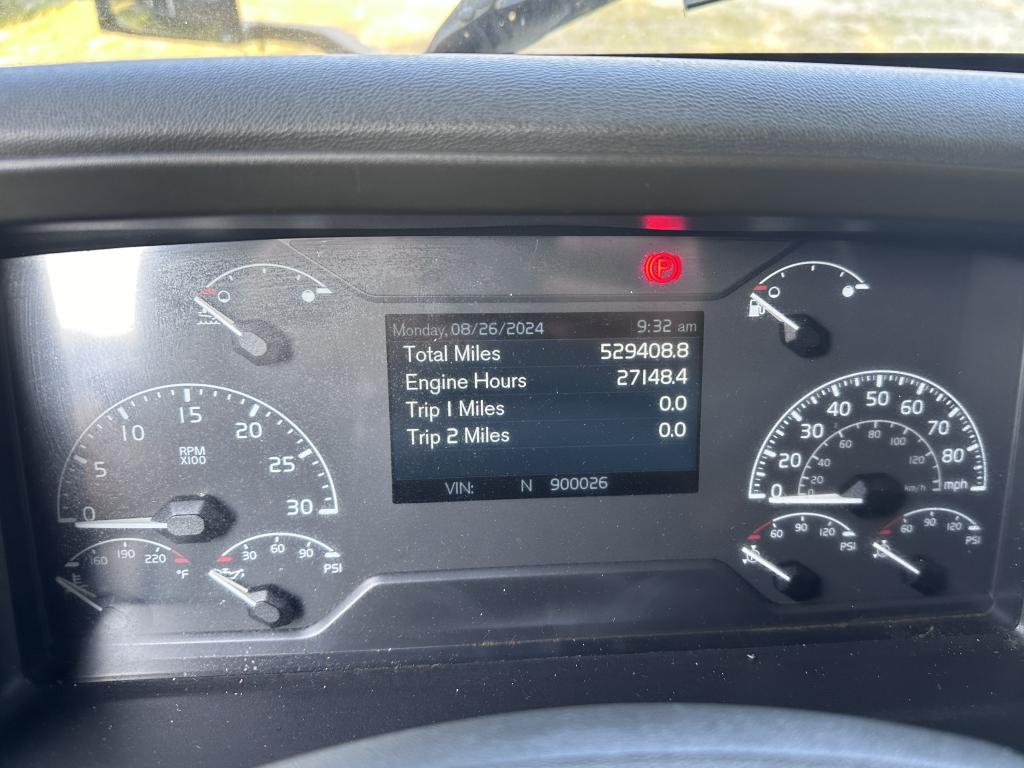 P
Monday, 08/26/2024 9:32 am
Total Miles 529408.8
Engine Hours 27148.4
Trip 1 Miles 0.0
Trip 2 Miles 0.0
VIN: N 900026
0 5 10 15 20 25 30
RPM
X100
0 20 30 40 50 60 70 80 mph
20 40 60 80 100 120 km/h
160 190 220 °F
30 60 90 PSI
60 90 120 PSI
60 90 120 PSI